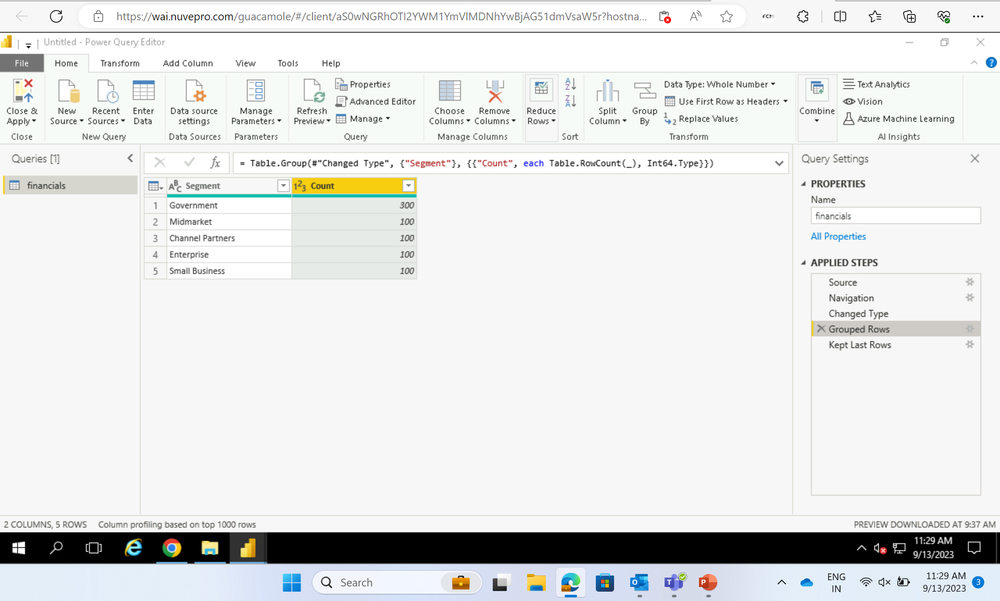 https://wai.nuvepro.com/guacamole/#/client/aS0wNGRhOTI2YWM1YmVlMDNhYwBjAG51dmVsaW5r?hostna...
FCM
Untitled - Power Query Editor
File Home Transform Add Column View Tools Help
Close & Apply
Close
New Source
Recent Sources
Enter Data
New Query
Data source settings
Data Sources
Manage Parameters
Parameters
Refresh Preview
Properties
Advanced Editor
Manage
Query
Choose Columns
Remove Columns
Manage Columns
Reduce Rows
Sort
Split Column
Group By
Data Type: Whole Number
Use First Row as Headers
Replace Values
Transform
Combine
Text Analytics
Vision
Azure Machine Learning
AI Insights
Queries [1]
financials
fx = Table.Group(#"Changed Type", {"Segment"}, {{"Count", each Table.RowCount(_), Int64.Type}})
ABC Segment 123 Count
1 Government 300
2 Midmarket 100
3 Channel Partners 100
4 Enterprise 100
5 Small Business 100
Query Settings
PROPERTIES
Name
financials
All Properties
APPLIED STEPS
Source
Navigation
Changed Type
Grouped Rows
Kept Last Rows
2 COLUMNS, 5 ROWS Column profiling based on top 1000 rows
PREVIEW DOWNLOADED AT 9:37 AM
11:29 AM
9/13/2023
Search
ENG
IN
11:29 AM
9/13/2023
3